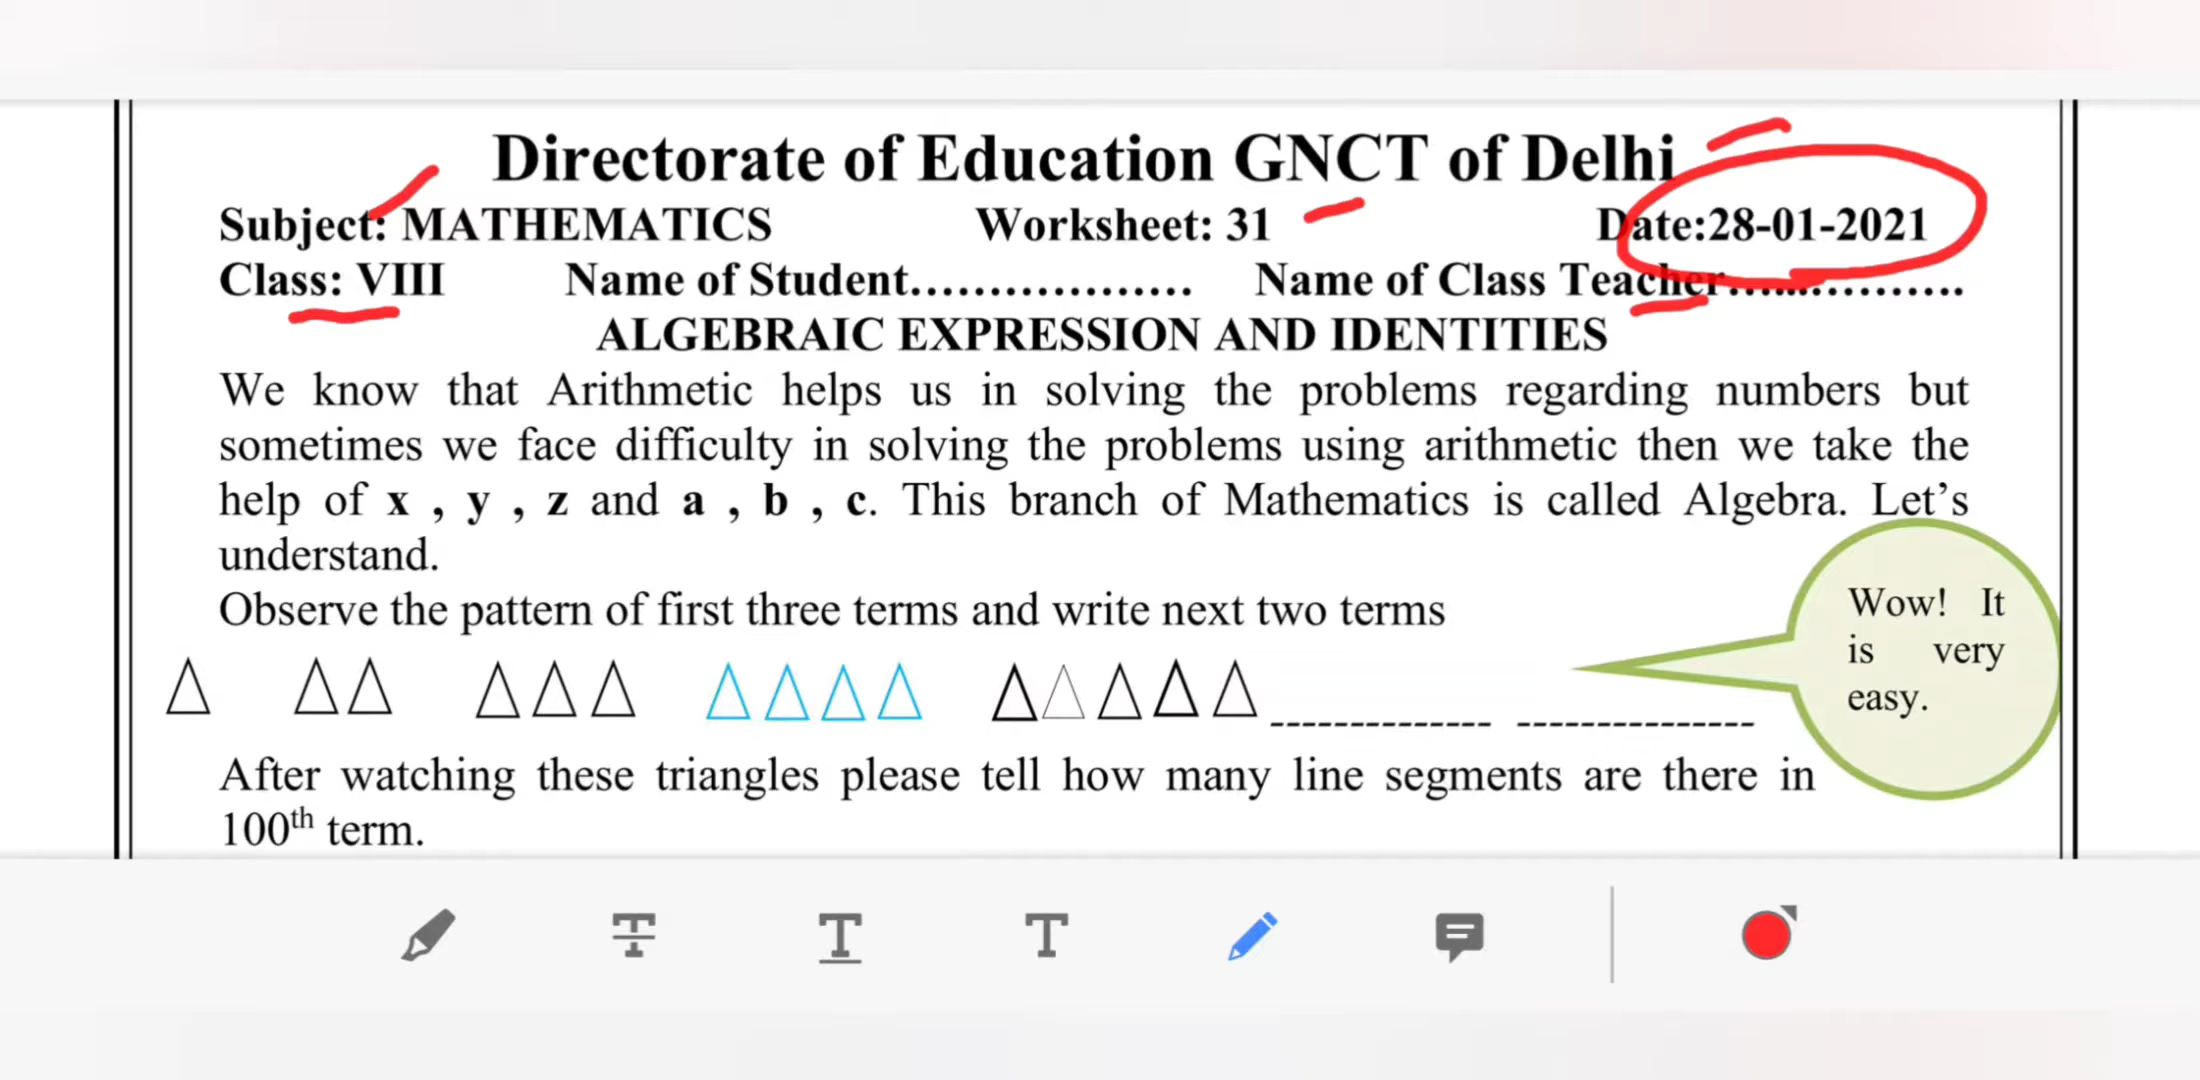 Directorate of Education GNCT of Delhi
Subject: MATHEMATICS Worksheet: 31 Date:28-01-2021
Class: VIII Name of Student.................. Name of Class Teacher...............
ALGEBRAIC EXPRESSION AND IDENTITIES
We know that Arithmetic helps us in solving the problems regarding numbers but
sometimes we face difficulty in solving the problems using arithmetic then we take the
help of x , y , z and a , b , c. This branch of Mathematics is called Algebra. Let’s
understand.
Observe the pattern of first three terms and write next two terms
Wow! It
is very
easy.
After watching these triangles please tell how many line segments are there in
100th term.